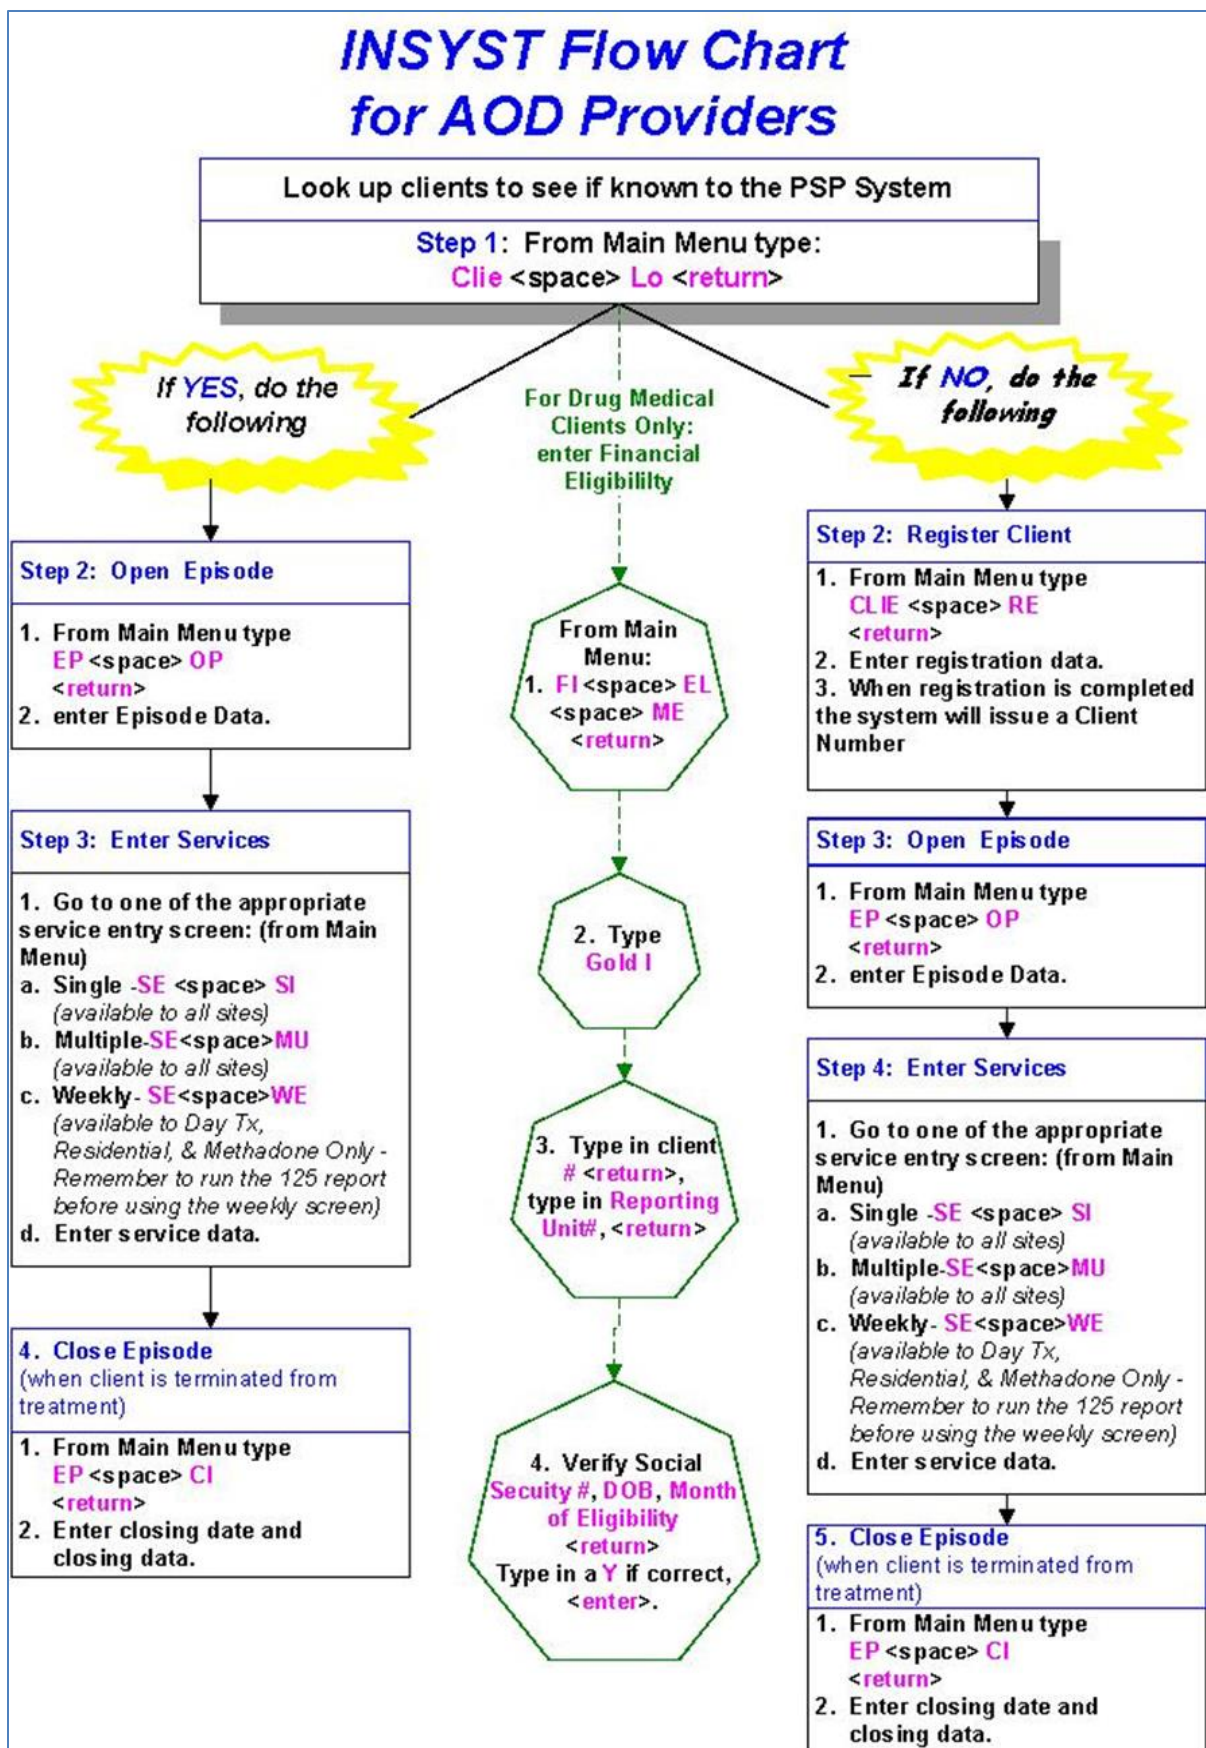 INSYST Flow Chart
for AOD Providers
Look up clients to see if known to the PSP System
Step 1: From Main Menu type:
Clie <space> Lo <return>
If YES, do the
following
Step 2: Open Episode
1. From Main Menu type
EP <space> OP
<return>
2. enter Episode Data.
Step 3: Enter Services
1. Go to one of the appropriate
service entry screen: (from Main
Menu)
a. Single -SE <space> SI
(available to all sites)
b. Multiple-SE<space>MU
(available to all sites)
c. Weekly- SE<space>WE
(available to Day Tx,
Residential, & Methadone Only -
Remember to run the 125 report
before using the weekly screen)
d. Enter service data.
4. Close Episode
(when client is terminated from
treatment)
1. From Main Menu type
EP <space> Cl
<return>
2. Enter closing date and
closing data.
For Drug Medical
Clients Only:
enter Financial
Eligibililty
From Main
Menu:
1. FI <space> EL
<space> ME
<return>
2. Type
Gold I
3. Type in client
# <return>,
type in Reporting
Unit#, <return>
4. Verify Social
Secuity #, DOB, Month
of Eligibility
<return>
Type in a Y if correct,
<enter>.
— If NO, do the
following
Step 2: Register Client
1. From Main Menu type
CLIE <space> RE
<return>
2. Enter registration data.
3. When registration is completed
the system will issue a Client
Number
Step 3: Open Episode
1. From Main Menu type
EP <space> OP
<return>
2. enter Episode Data.
Step 4: Enter Services
1. Go to one of the appropriate
service entry screen: (from Main
Menu)
a. Single -SE <space> SI
(available to all sites)
b. Multiple-SE<space>MU
(available to all sites)
c. Weekly- SE<space>WE
(available to Day Tx,
Residential, & Methadone Only -
Remember to run the 125 report
before using the weekly screen)
d. Enter service data.
5. Close Episode
(when client is terminated from
treatment)
1. From Main Menu type
EP <space> Cl
<return>
2. Enter closing date and
closing data.